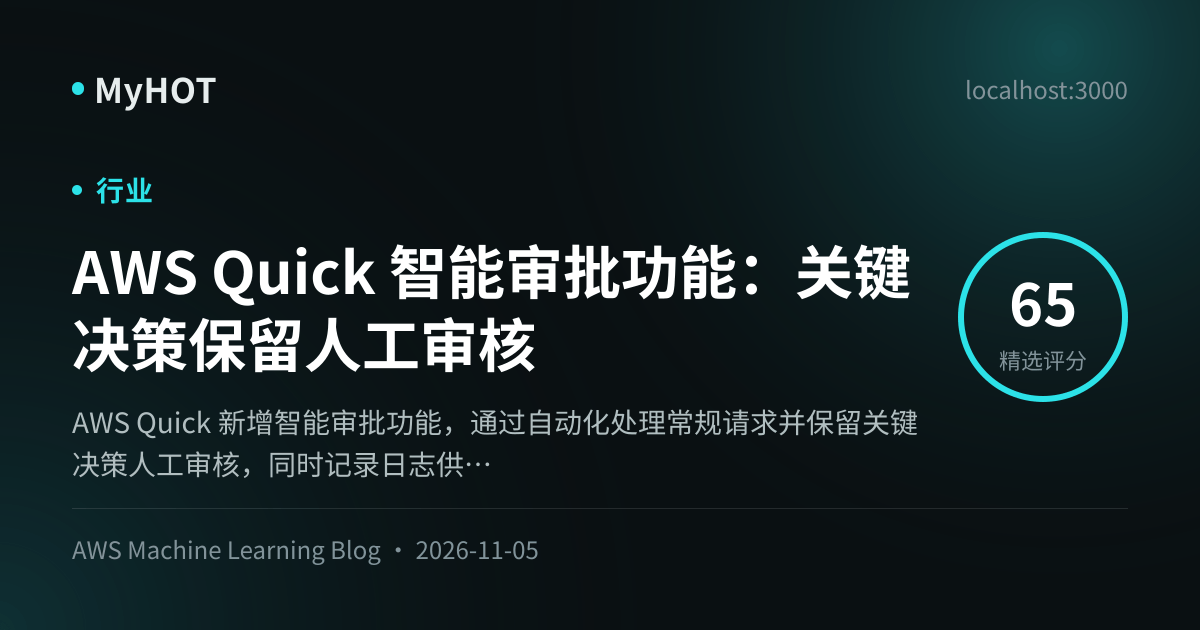 MyHOT
localhost:3000
行业
AWS Quick 智能审批功能：关键
决策保留人工审核
65
精选评分
AWS Quick 新增智能审批功能，通过自动化处理常规请求并保留关键
决策人工审核，同时记录日志供…
AWS Machine Learning Blog • 2026-11-05